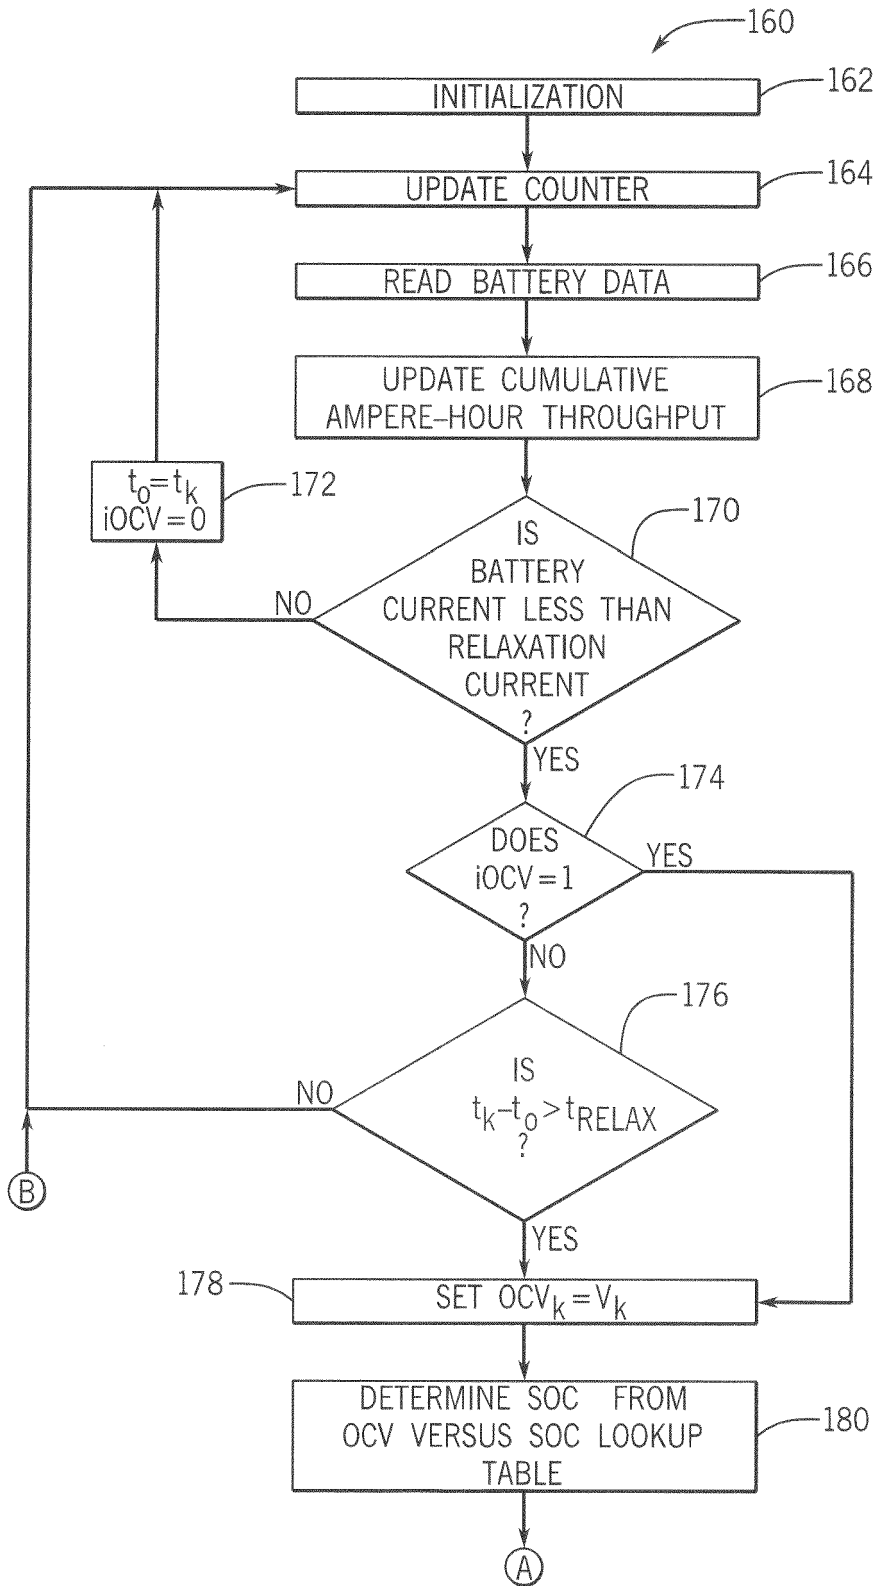 160
INITIALIZATION
162
UPDATE COUNTER
164
READ BATTERY DATA
166
UPDATE CUMULATIVE
AMPERE–HOUR THROUGHPUT
168
to=tk
iOCV=0
172
IS
BATTERY
CURRENT LESS THAN
RELAXATION
CURRENT
?
170
NO
YES
DOES
iOCV=1
?
174
YES
NO
IS
tk–to>tRELAX
?
176
NO
B
YES
178
SET OCVk=Vk
DETERMINE SOC FROM
OCV VERSUS SOC LOOKUP
TABLE
180
A